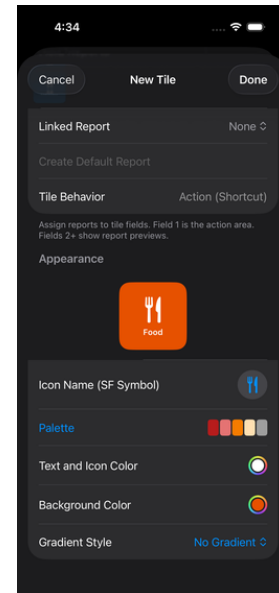 4:34
Cancel New Tile Done
Linked Report None
Create Default Report
Tile Behavior Action (Shortcut)
Assign reports to tile fields. Field 1 is the action area.
Fields 2+ show report previews.
Appearance
Food
Icon Name (SF Symbol)
Palette
Text and Icon Color
Background Color
Gradient Style No Gradient